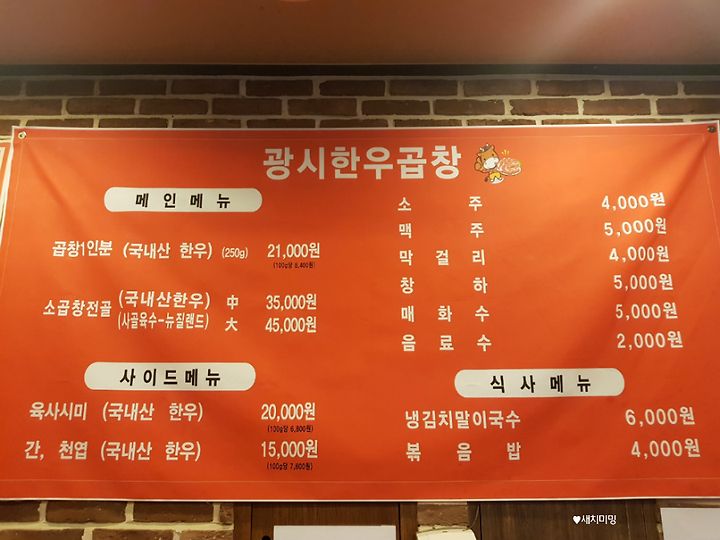 광시한우곱창
메인메뉴
곱창1인분 (국내산 한우) (250g) 21,000원
(100g당 8,400원)
소곱창전골 (국내산한우) 中 35,000원
(사골육수-뉴질랜드) 大 45,000원
사이드메뉴
육사시미 (국내산 한우) 20,000원
(100g당 6,800원)
간, 천엽 (국내산 한우) 15,000원
(100g당 7,800원)
소주 4,000원
맥주 5,000원
막걸리 4,000원
창하 5,000원
매화수 5,000원
음료수 2,000원
식사메뉴
냉김치말이국수 6,000원
볶음밥 4,000원
♥새치미밍